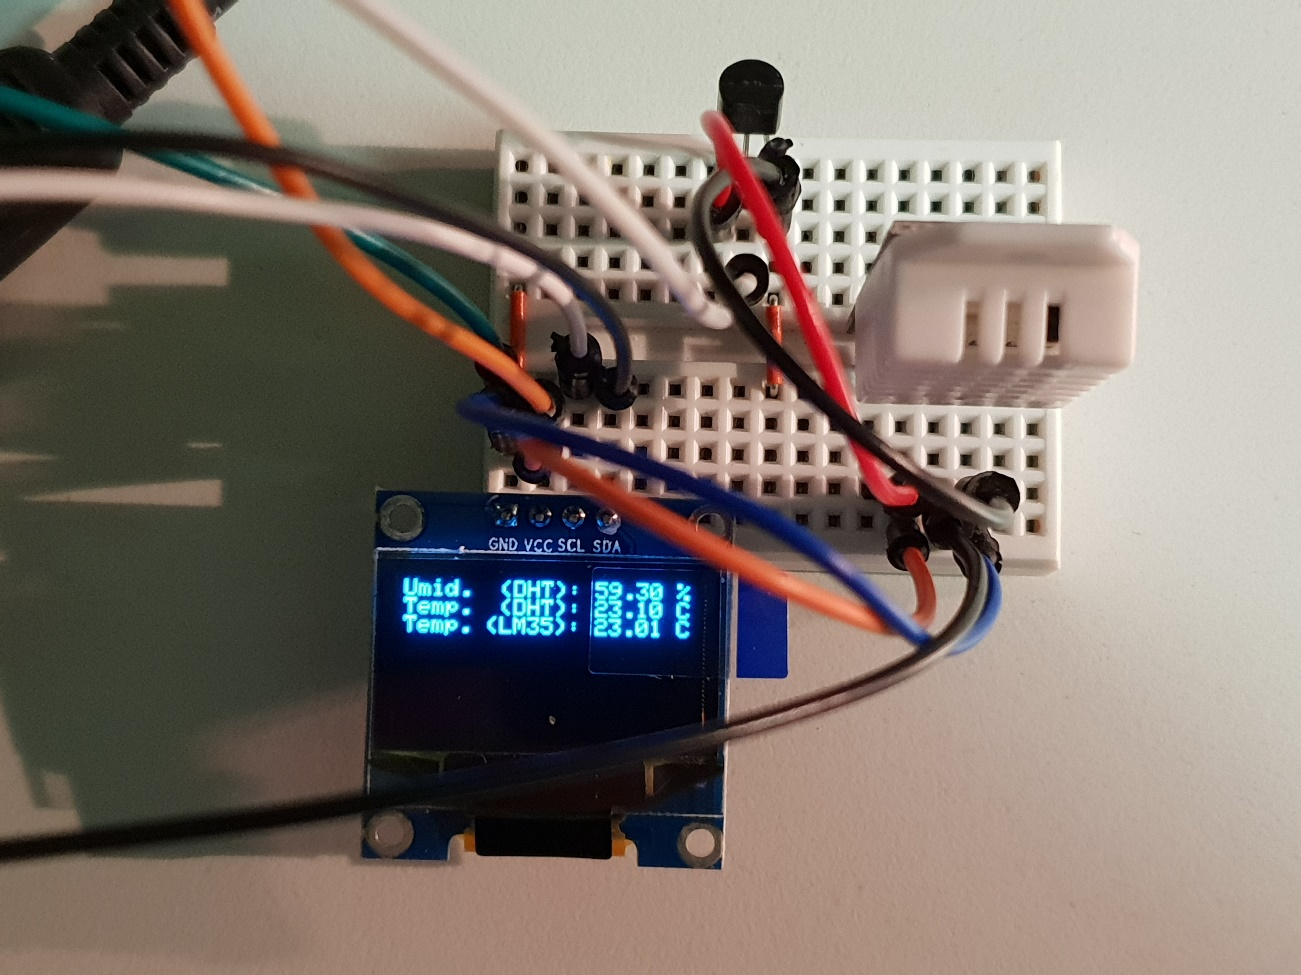 GND VCC SCL SDA
Umid. (DHT): 59.30 %
Temp. (DHT): 23.10 C
Temp. (LM35): 23.01 C